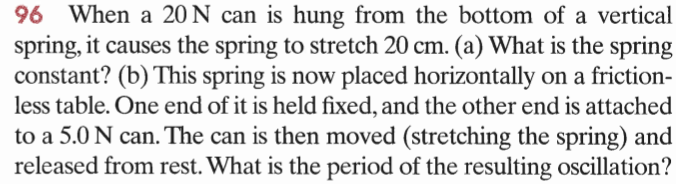 96 When a 20 N can is hung from the bottom of a vertical
spring, it causes the spring to stretch 20 cm. (a) What is the spring
constant? (b) This spring is now placed horizontally on a friction-
less table. One end of it is held fixed, and the other end is attached
to a 5.0 N can. The can is then moved (stretching the spring) and
released from rest. What is the period of the resulting oscillation?